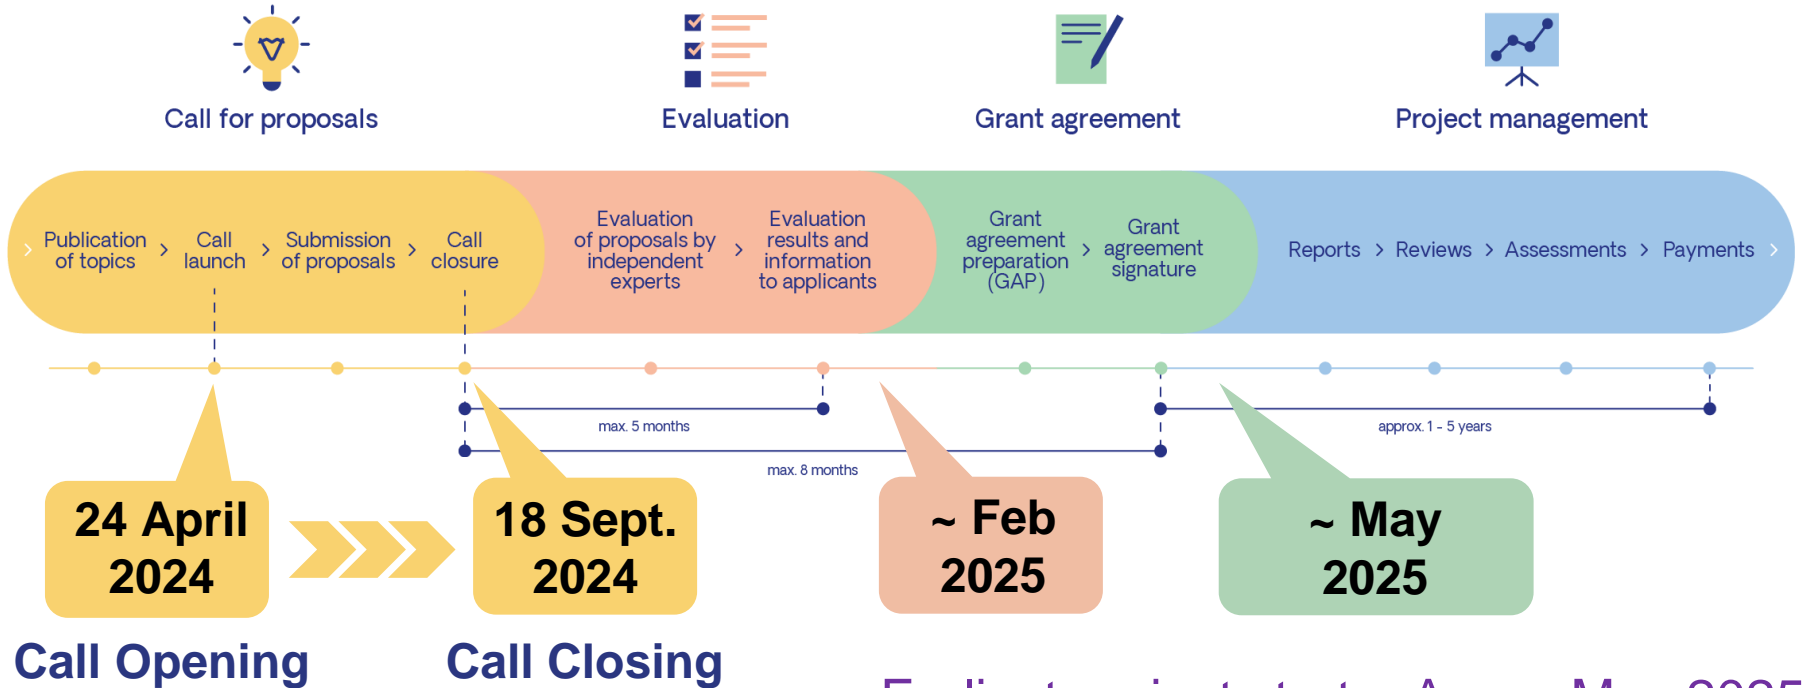 Call for proposals
Evaluation
Grant agreement
Project management
Publication
of topics
Call
launch
Submission
of proposals
Call
closure
Evaluation
of proposals by
independent
experts
Evaluation
results and
information
to applicants
Grant
agreement
preparation
(GAP)
Grant
agreement
signature
Reports
Reviews
Assessments
Payments
max. 5 months
approx. 1 - 5 years
max. 8 months
24 April
2024
18 Sept.
2024
~ Feb
2025
~ May
2025
Call Opening
Call Closing